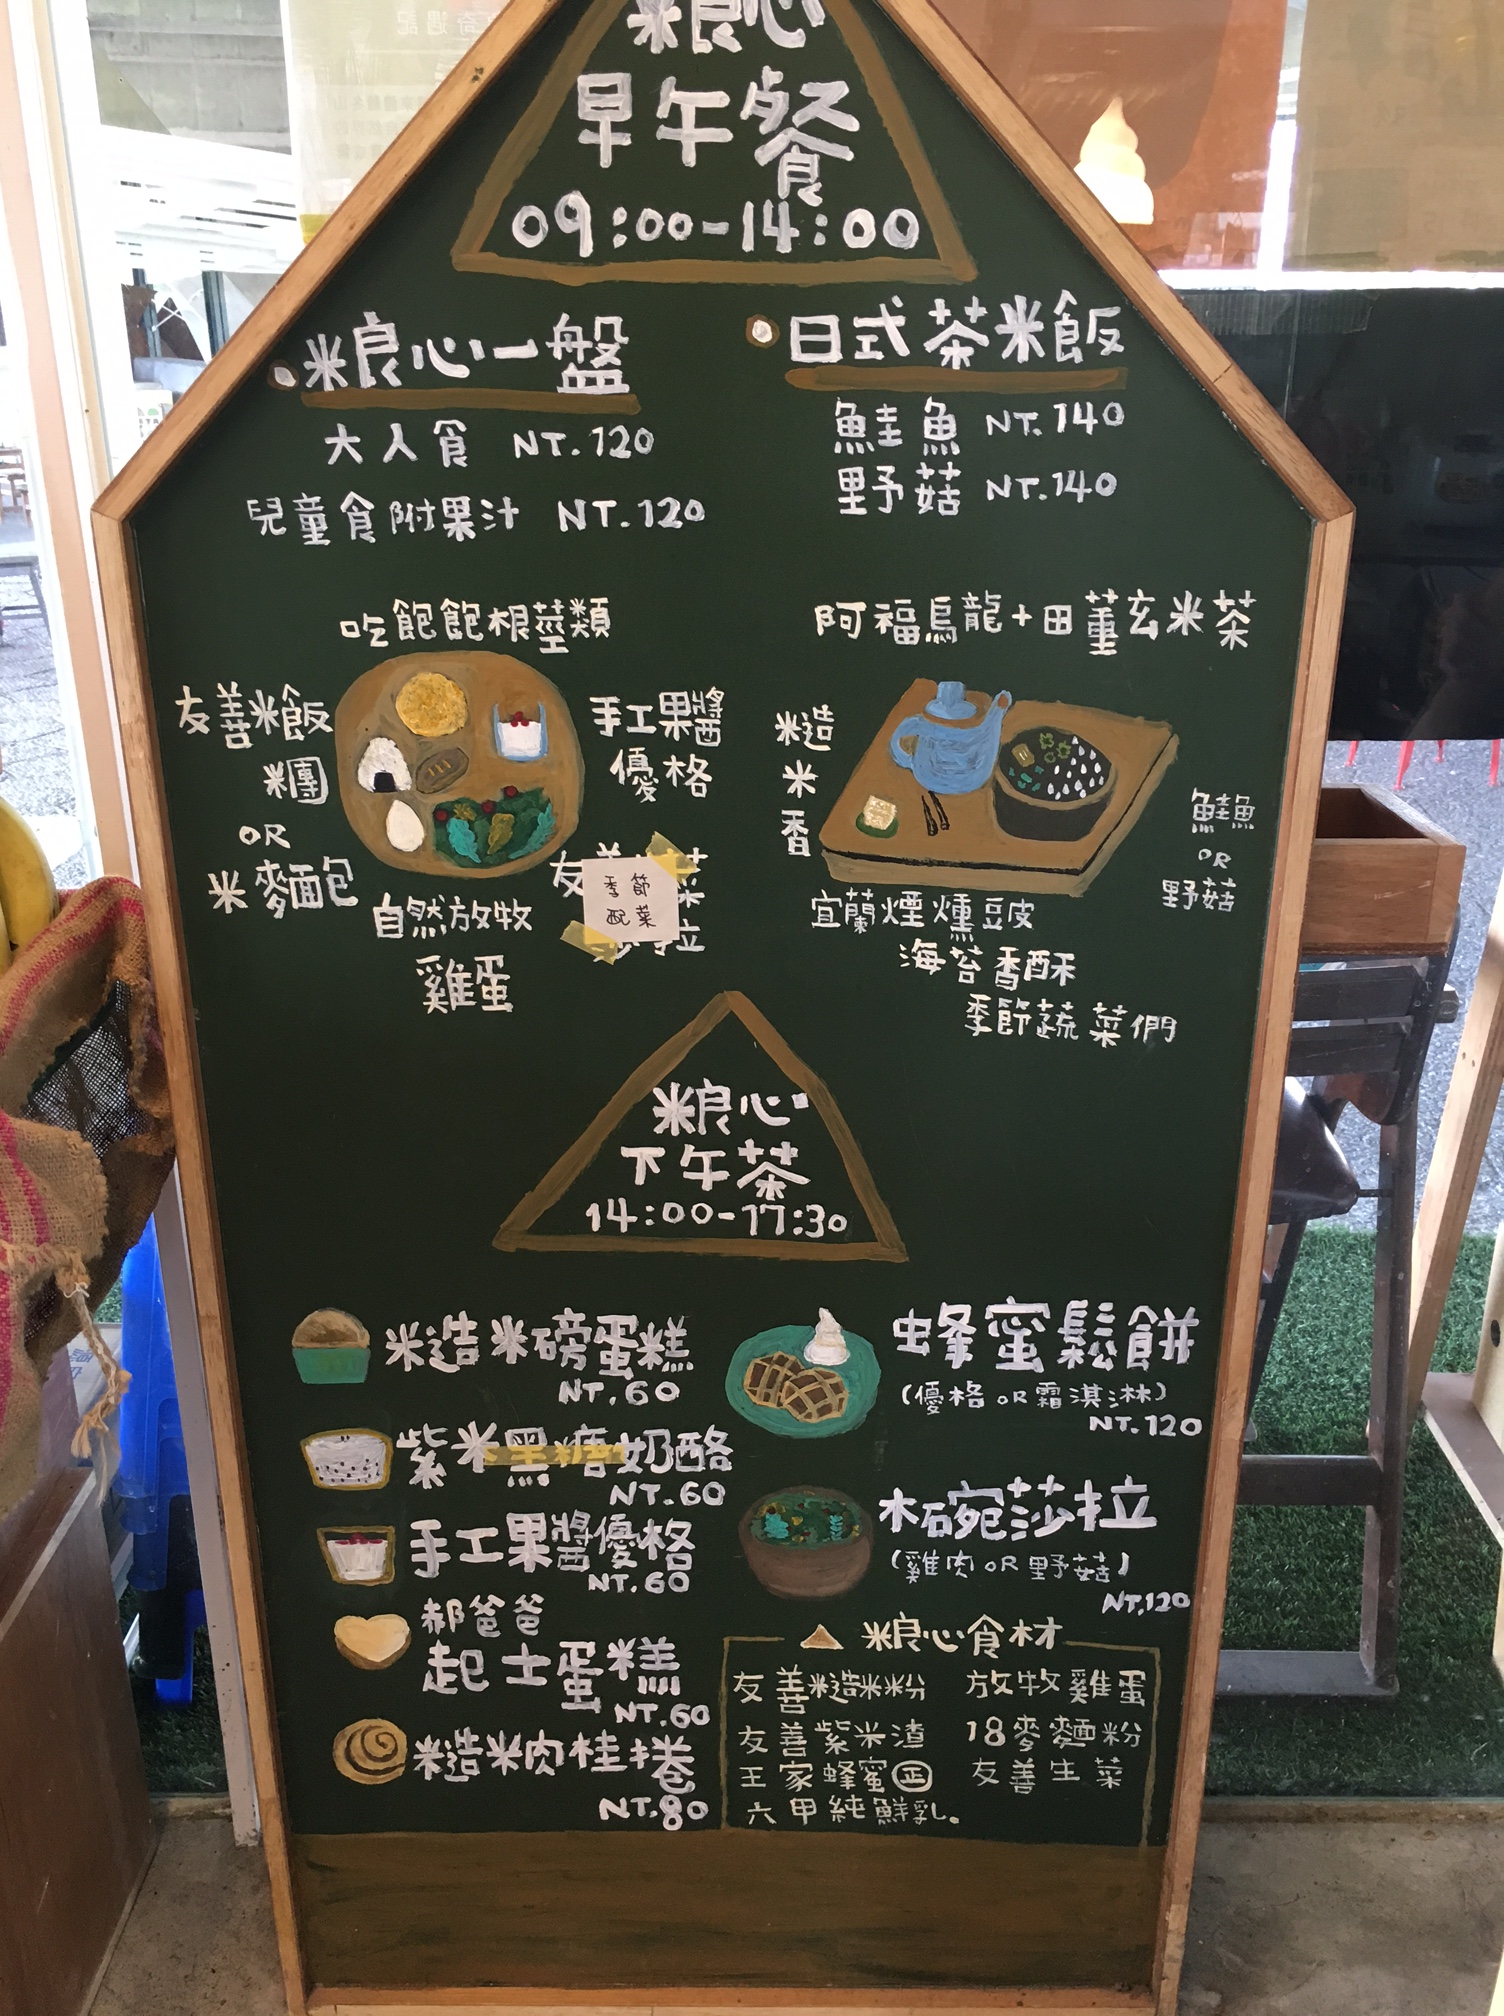 粮心
早午餐
09:00-14:00
粮心一盤
大人食 NT.120
兒童食附果汁 NT.120
吃飽飽根莖類
友善米飯
糰
OR
米麥麵包
手工果醬
優格
自然放牧
雞蛋
季節
配菜
日式茶米飯
鮭魚 NT.140
野菇 NT.140
阿福烏龍+田董玄米茶
糙
米
香
鮭魚
OR
野菇
宜蘭煙燻豆皮
海苔香酥
季節蔬菜們
粮心
下午茶
14:00-17:30
米造米磅蛋糕
NT.60
紫米黑糖奶酪
NT.60
手工果醬優格
NT.60
郝爸爸
起士蛋糕
NT.60
糙米肉桂捲
NT.80
蜂蜜鬆餅
(優格 OR 霜淇淋)
NT.120
木碗莎拉
(雞肉 OR 野菇)
NT.120
粮心食材
友善糙米粉 放牧雞蛋
友善紫米渣 18麥麵粉
王家蜂蜜正 友善生菜
六甲純鮮乳。